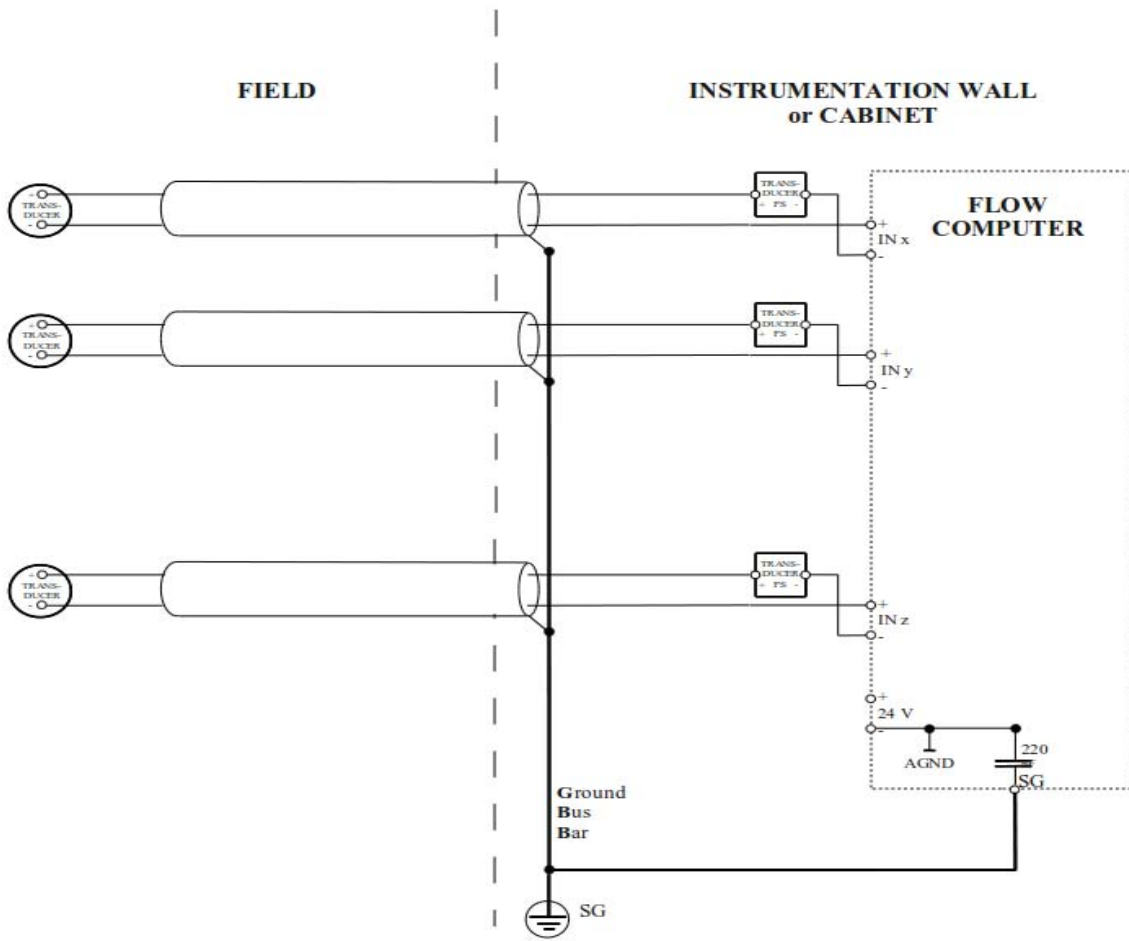 FIELD
INSTRUMENTATION WALL
or CABINET
FLOW
COMPUTER
+
TRANS-
DUCER
-
TRANS-
DUCER
+ PS -
+
IN x
-
+
TRANS-
DUCER
-
TRANS-
DUCER
+ PS -
+
IN y
-
+
TRANS-
DUCER
-
TRANS-
DUCER
+ PS -
+
IN z
-
+
24 V
-
AGND
220
SG
Ground
Bus
Bar
SG